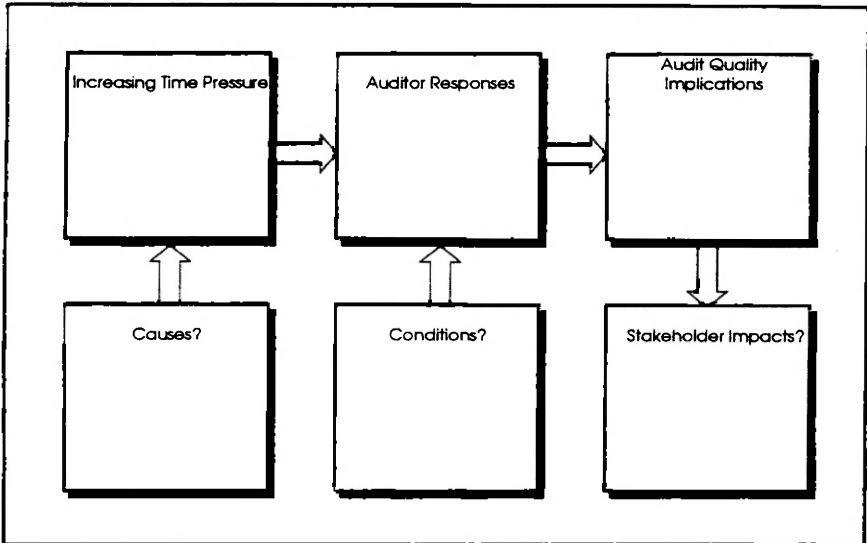 Increasing Time Pressure
Auditor Responses
Audit Quality
Implications
Causes?
Conditions?
Stakeholder Impacts?